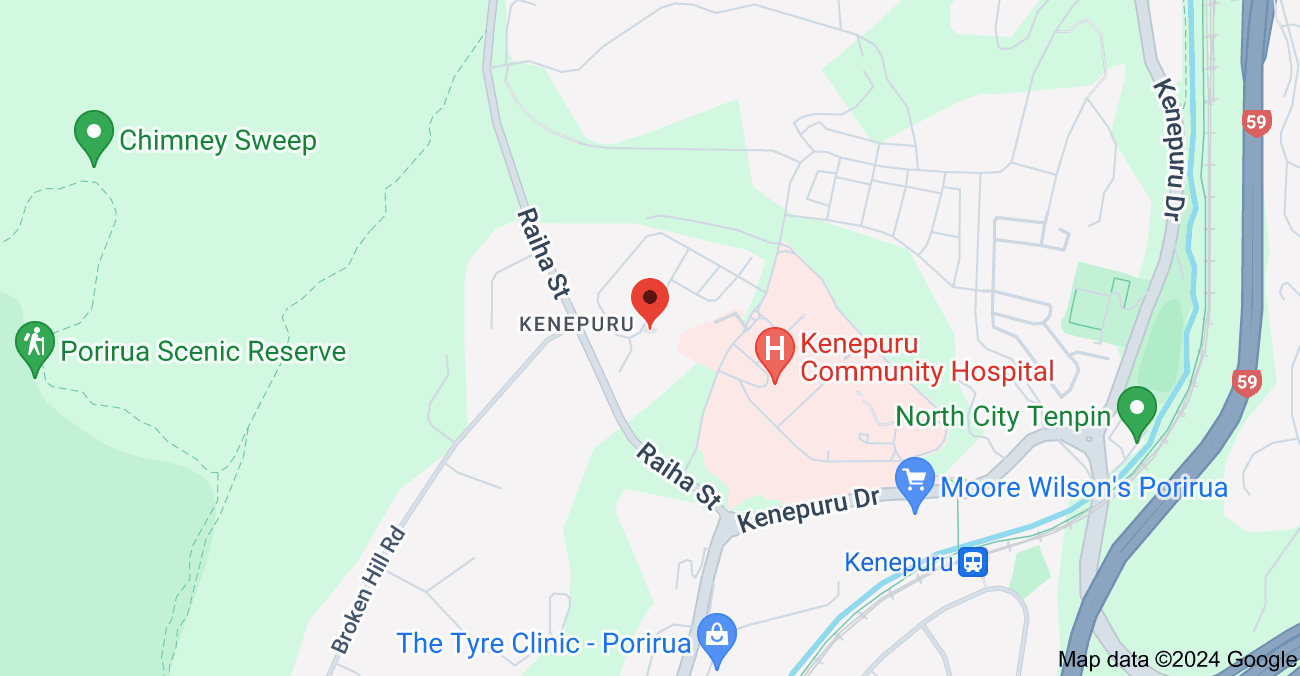 59
Kenepuru Dr
Chimney Sweep
Raiha St
KENEPURU
Porirua Scenic Reserve
H
Kenepuru
Community Hospital
59
North City Tenpin
Raiha St
Kenepuru Dr
Moore Wilson's Porirua
Broken Hill Rd
Kenepuru
The Tyre Clinic - Porirua
Map data ©2024 Google